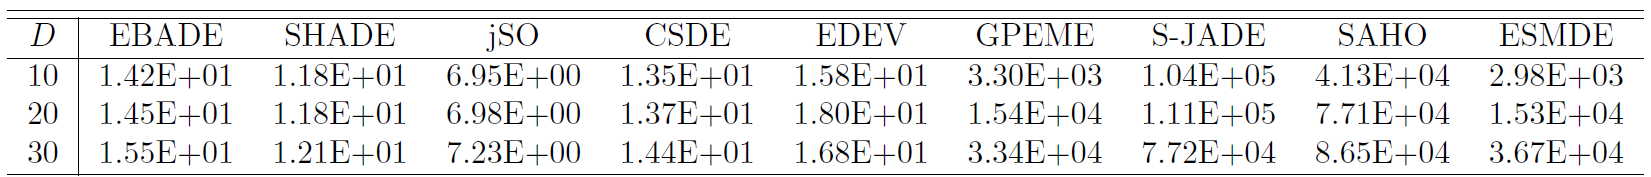 D EBADE SHADE jSO CSDE EDEV GPEME S-JADE SAHO ESMDE
10 1.42E+01 1.18E+01 6.95E+00 1.35E+01 1.58E+01 3.30E+03 1.04E+05 4.13E+04 2.98E+03
20 1.45E+01 1.18E+01 6.98E+00 1.37E+01 1.80E+01 1.54E+04 1.11E+05 7.71E+04 1.53E+04
30 1.55E+01 1.21E+01 7.23E+00 1.44E+01 1.68E+01 3.34E+04 7.72E+04 8.65E+04 3.67E+04